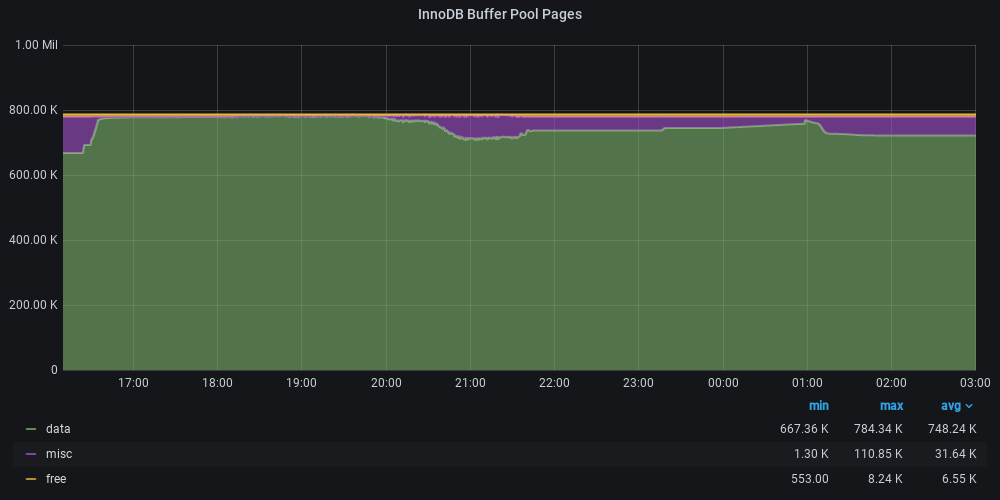 InnoDB Buffer Pool Pages
1.00 Mil
800.00 K
600.00 K
400.00 K
200.00 K
0
17:00 18:00 19:00 20:00 21:00 22:00 23:00 00:00 01:00 02:00 03:00
min max avg
data 667.36 K 784.34 K 748.24 K
misc 1.30 K 110.85 K 31.64 K
free 553.00 8.24 K 6.55 K